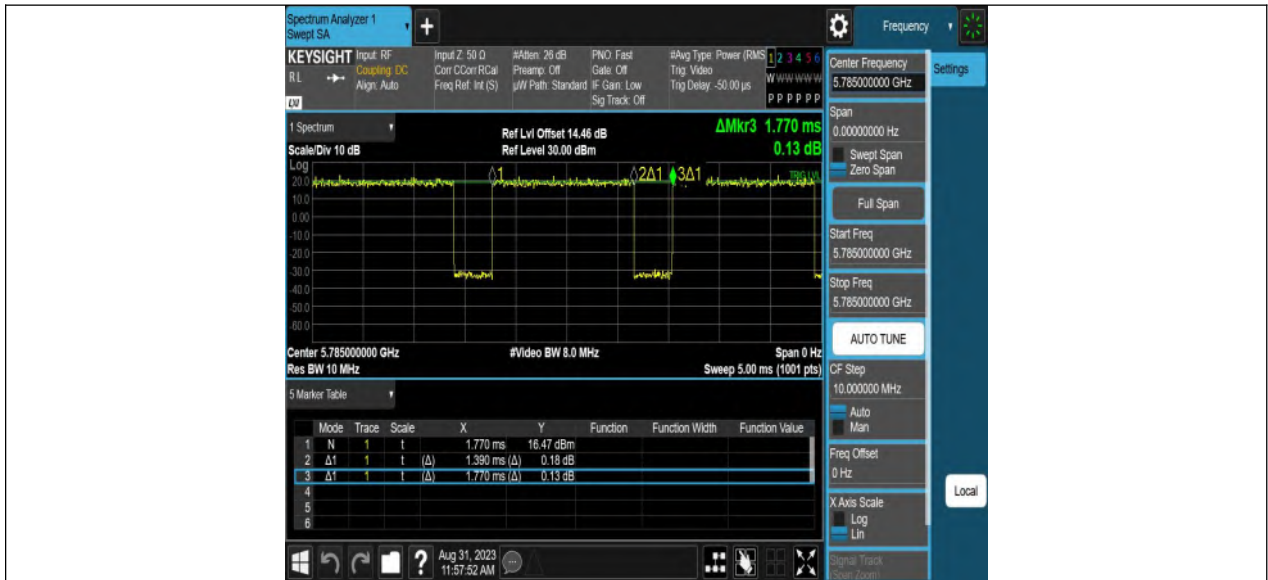 Spectrum Analyzer 1
Swept SA
+
Frequency
KEYSIGHT
RL
LXI
Input: RF
Coupling: DC
Align: Auto
Input Z: 50 Ω
Corr CCorr RCal
Freq Ref: Int (S)
#Atten: 26 dB
Preamp: Off
µW Path: Standard
PNO: Fast
Gate: Off
IF Gain: Low
Sig Track: Off
#Avg Type: Power (RMS
Trig: Video
Trig Delay: -50.00 µs
1 2 3 4 5 6
W W W W W W
P P P P P P
Center Frequency
5.785000000 GHz
Settings
Span
0.00000000 Hz
Swept Span
Zero Span
Full Span
Start Freq
5.785000000 GHz
Stop Freq
5.785000000 GHz
AUTO TUNE
CF Step
10.000000 MHz
Auto
Man
Freq Offset
0 Hz
X Axis Scale
Log
Lin
Signal Track
(Span Zoom)
Local
1 Spectrum
Scale/Div 10 dB
Ref Lvl Offset 14.46 dB
Ref Level 30.00 dBm
ΔMkr3 1.770 ms
0.13 dB
Log
1
2Δ1
3Δ1
TRIG LVL
20.0
10.0
0.00
-10.0
-20.0
-30.0
-40.0
-50.0
-60.0
Center 5.785000000 GHz
#Video BW 8.0 MHz
Span 0 Hz
Res BW 10 MHz
Sweep 5.00 ms (1001 pts)
5 Marker Table
Mode Trace Scale X Y Function Function Width Function Value
1 N 1 t 1.770 ms 16.47 dBm
2 Δ1 1 t (Δ) 1.390 ms (Δ) 0.18 dB
3 Δ1 1 t (Δ) 1.770 ms (Δ) 0.13 dB
4
5
6
?
Aug 31, 2023
11:57:52 AM